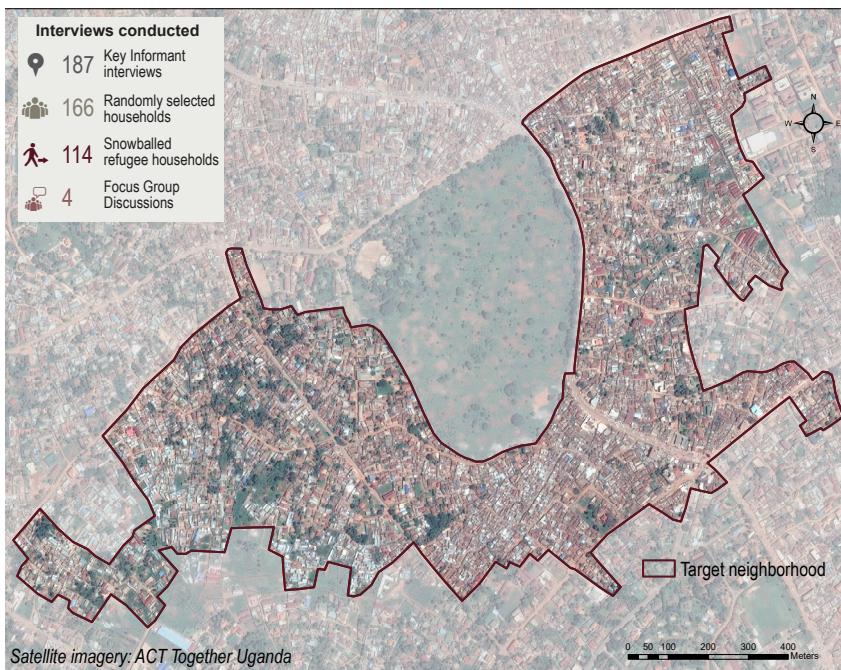 Interviews conducted
187 Key Informant
interviews
166 Randomly selected
households
114 Snowballed
refugee households
4 Focus Group
Discussions
N
W E
S
Target neighborhood
Satellite imagery: ACT Together Uganda
0 50 100 200 300 400
Meters